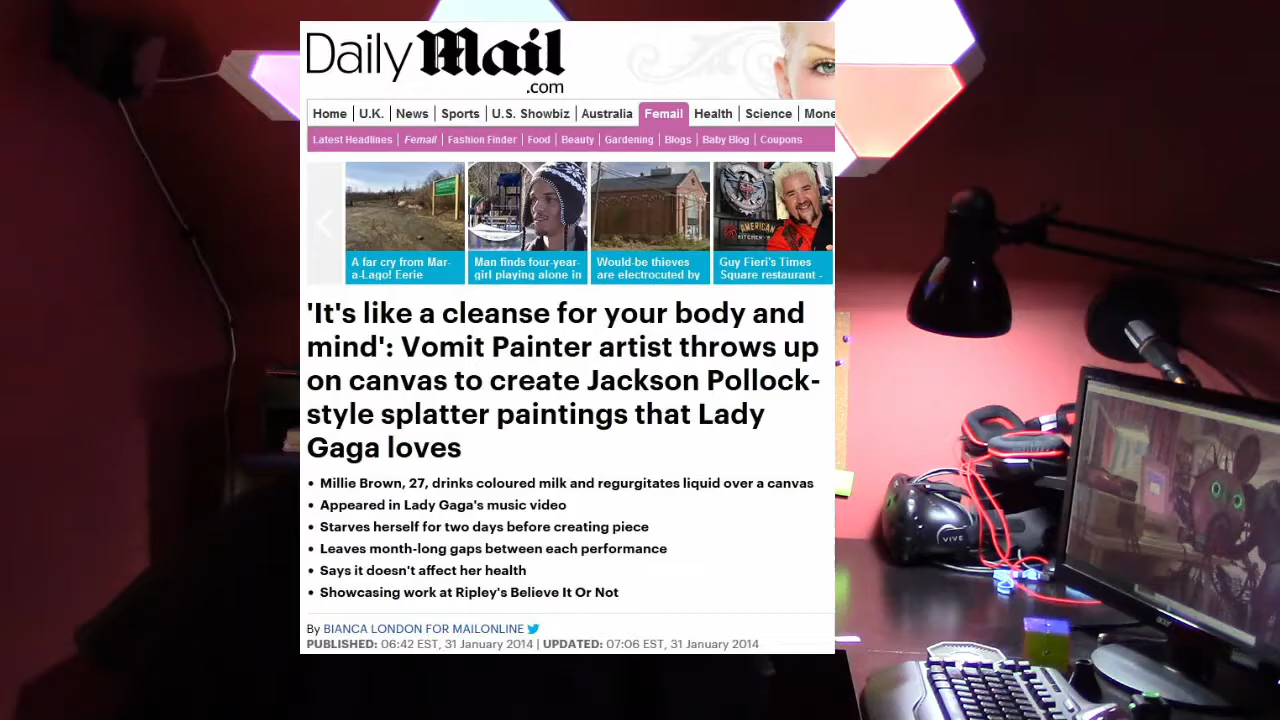 Daily Mail
.com
Home U.K. News Sports U.S. Showbiz Australia Femail Health Science Mone
Latest Headlines Femail Fashion Finder Food Beauty Gardening Blogs Baby Blog Coupons
AMERICAN
KITCHEN
A far cry from Mar-
a-Lago! Eerie
Man finds four-year-
girl playing alone in
Would-be thieves
are electrocuted by
Guy Fieri's Times
Square restaurant -
'It's like a cleanse for your body and
mind': Vomit Painter artist throws up
on canvas to create Jackson Pollock-
style splatter paintings that Lady
Gaga loves
• Millie Brown, 27, drinks coloured milk and regurgitates liquid over a canvas
• Appeared in Lady Gaga's music video
• Starves herself for two days before creating piece
• Leaves month-long gaps between each performance
• Says it doesn't affect her health
• Showcasing work at Ripley's Believe It Or Not
By BIANCA LONDON FOR MAILONLINE
PUBLISHED: 06:42 EST, 31 January 2014 | UPDATED: 07:06 EST, 31 January 2014
VIVE
acer